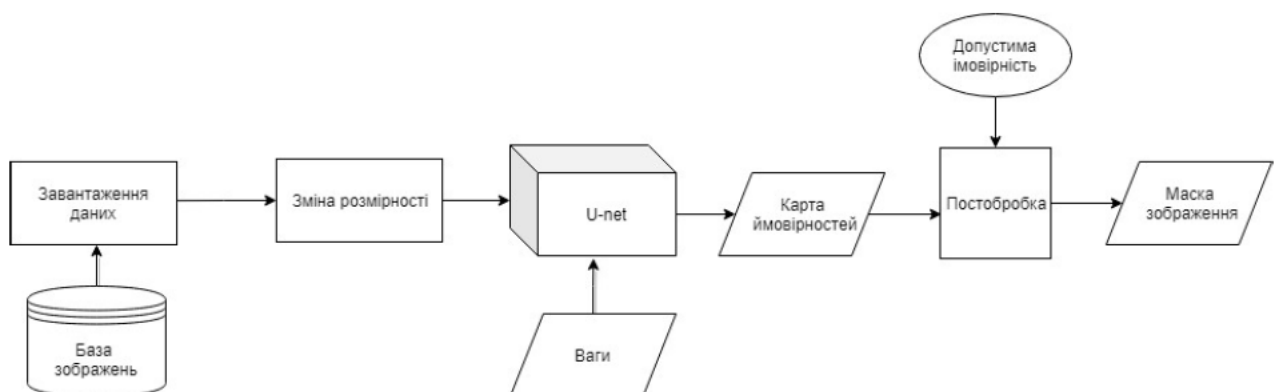 Допустима
імовірність
Завантаження
даних
Зміна розмірності
U-net
Карта
ймовірностей
Постобробка
Маска
зображення
База
зображень
Ваги